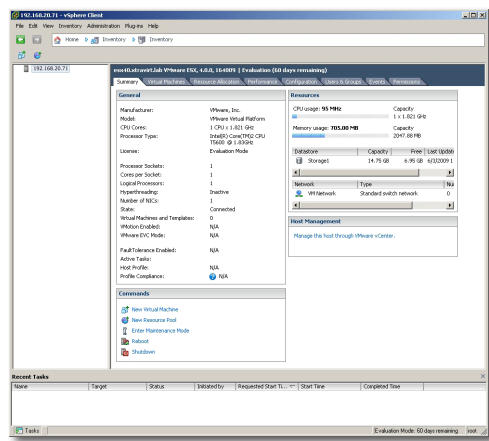 192.168.20.71 - vSphere Client
File Edit View Inventory Administration Plug-ins Help
Home Inventory Inventory
192.168.20.71
esx40.xtravirt.lab VMware ESX, 4.0.0, 164009 | Evaluation (60 days remaining)
Summary Virtual Machines Resource Allocation Performance Configuration Users & Groups Events Permissions
General
Manufacturer: VMware, Inc.
Model: VMware Virtual Platform
CPU Cores: 1 CPU x 1.821 GHz
Processor Type: Intel(R) Core(TM)2 CPU
T5600 @ 1.83GHz
License: Evaluation Mode
Processor Sockets: 1
Cores per Socket: 1
Logical Processors: 1
Hyperthreading: Inactive
Number of NICs: 1
State: Connected
Virtual Machines and Templates: 0
VMotion Enabled: N/A
VMware EVC Mode: N/A
FaultTolerance Enabled: N/A
Active Tasks:
Host Profile: N/A
Profile Compliance: N/A
Commands
New Virtual Machine
New Resource Pool
Enter Maintenance Mode
Reboot
Shutdown
Resources
CPU usage: 95 MHz Capacity
1 x 1.821 GHz
Memory usage: 705.00 MB Capacity
2047.88 MB
Datastore Capacity Free Last Updat
Storage1 14.75 GB 6.95 GB 6/3/2009 1
Network Type Nu
VM Network Standard switch network 0
Host Management
Manage this host through VMware vCenter.
Recent Tasks
Name Target Status Initiated by Requested Start Ti... Start Time Completed Time
Tasks Evaluation Mode: 60 days remaining root